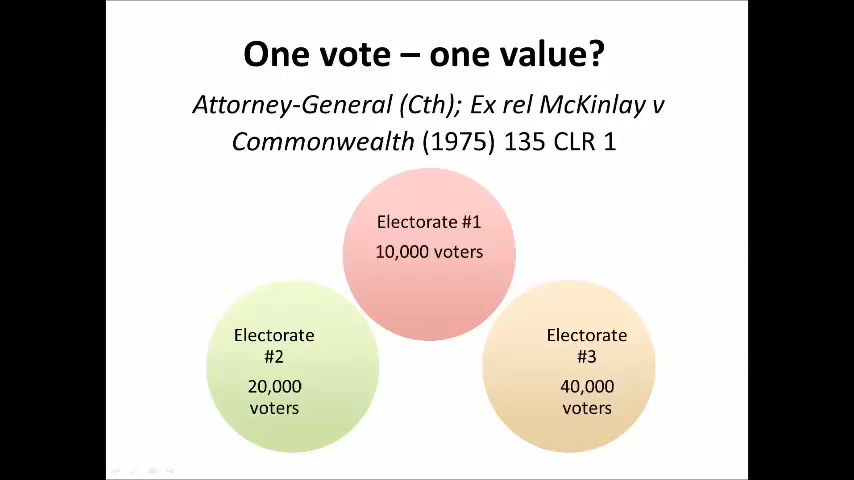 One vote – one value?
Attorney-General (Cth); Ex rel McKinlay v
Commonwealth (1975) 135 CLR 1
Electorate #1
10,000 voters
Electorate
#2
20,000
voters
Electorate
#3
40,000
voters